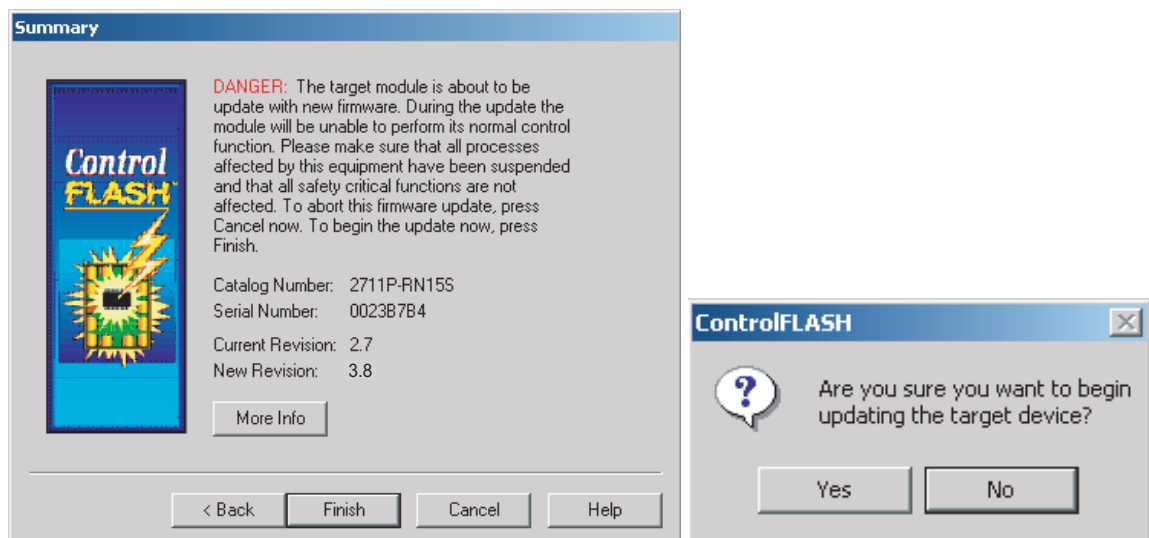 Summary
Control
FLASH
DANGER: The target module is about to be
update with new firmware. During the update the
module will be unable to perform its normal control
function. Please make sure that all processes
affected by this equipment have been suspended
and that all safety critical functions are not
affected. To abort this firmware update, press
Cancel now. To begin the update now, press
Finish.
Catalog Number: 2711P-RN15S
Serial Number: 0023B7B4
Current Revision: 2.7
New Revision: 3.8
More Info
< Back Finish Cancel Help
ControlFLASH
Are you sure you want to begin
updating the target device?
Yes No